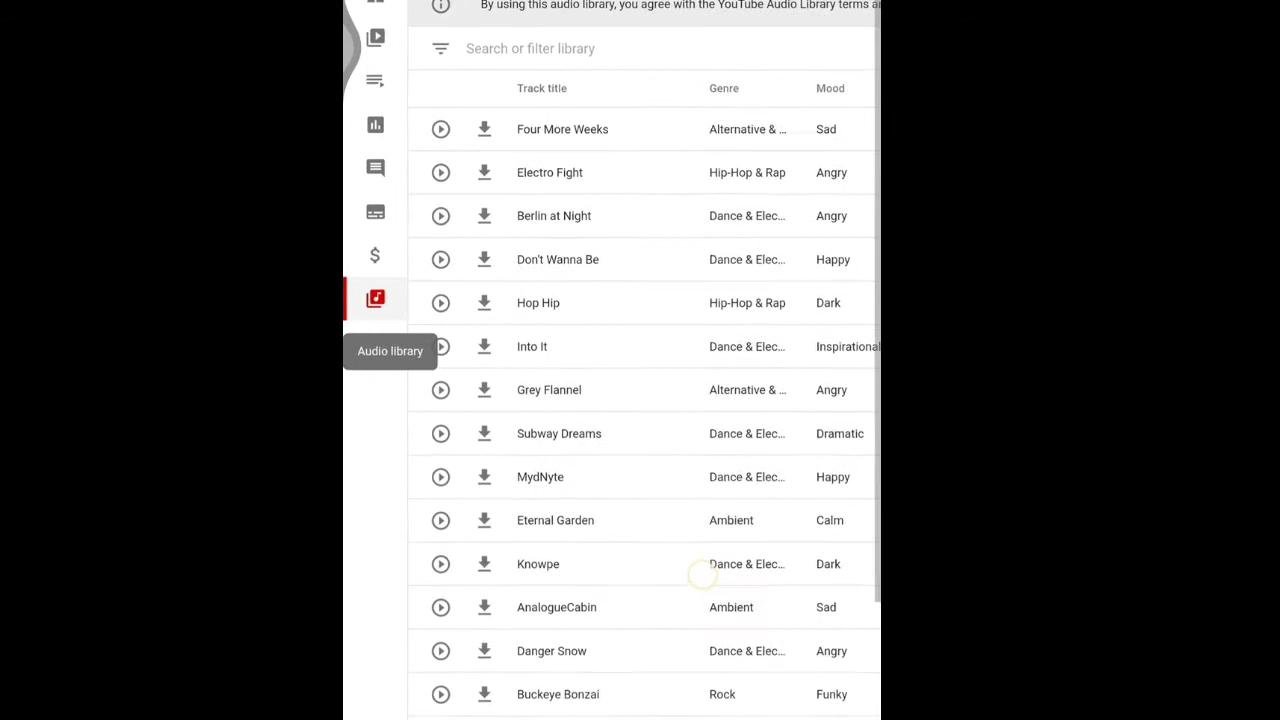 By using this audio library, you agree with the YouTube Audio Library terms
Search or filter library
Track title Genre Mood
Four More Weeks Alternative & ... Sad
Electro Fight Hip-Hop & Rap Angry
Berlin at Night Dance & Elec... Angry
Don't Wanna Be Dance & Elec... Happy
Hop Hip Hip-Hop & Rap Dark
Into It Dance & Elec... Inspirational
Audio library
Grey Flannel Alternative & ... Angry
Subway Dreams Dance & Elec... Dramatic
MydNyte Dance & Elec... Happy
Eternal Garden Ambient Calm
Knowpe Dance & Elec... Dark
AnalogueCabin Ambient Sad
Danger Snow Dance & Elec... Angry
Buckeye Bonzai Rock Funky